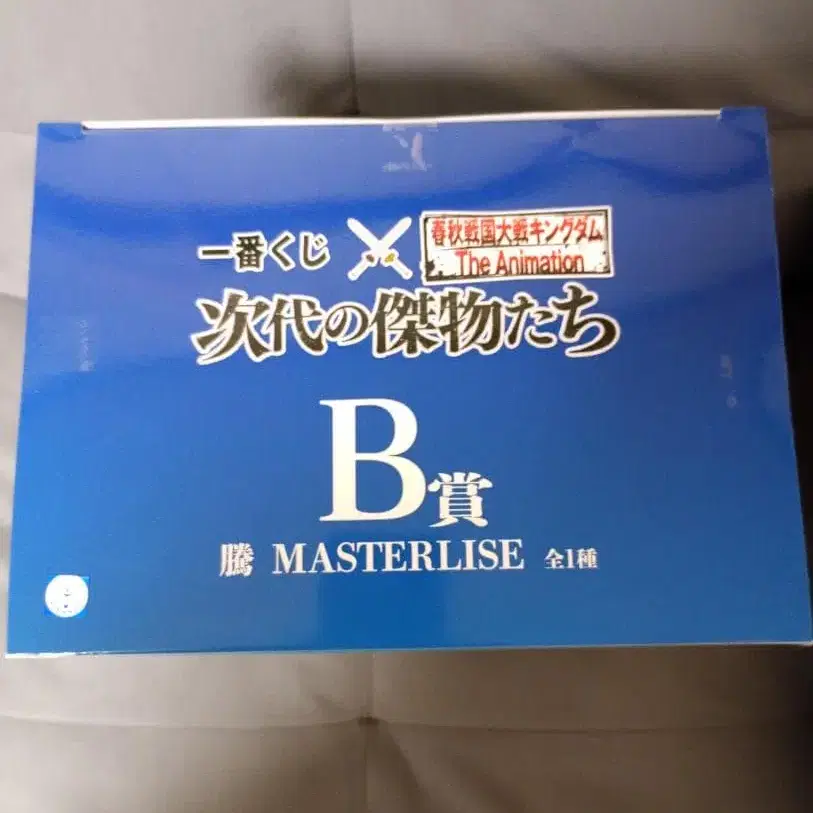 一番くじ
春秋戦国大戦キングダム
The Animation
次代の傑物たち
B賞
騰 MASTERLISE 全1種